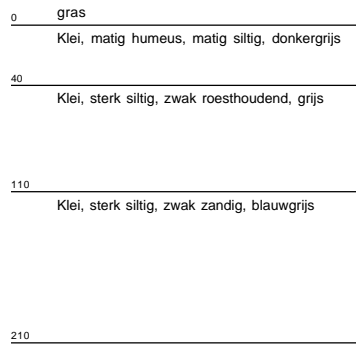 0 gras
Klei, matig humeus, matig siltig, donkergrijs
40
Klei, sterk siltig, zwak roesthoudend, grijs
110
Klei, sterk siltig, zwak zandig, blauwgrijs
210